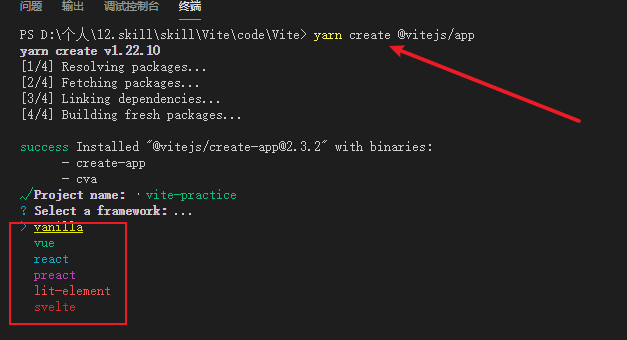 问题 输出 调试控制台 终端
PS D:\个人\12.skill\skill\Vite\code\Vite> yarn create @vitejs/app
yarn create v1.22.10
[1/4] Resolving packages...
[2/4] Fetching packages...
[3/4] Linking dependencies...
[4/4] Building fresh packages...
success Installed "@vitejs/create-app@2.3.2" with binaries:
- create-app
- cva
√ Project name: · vite-practice
? Select a framework: ...
> vanilla
vue
react
preact
lit-element
svelte